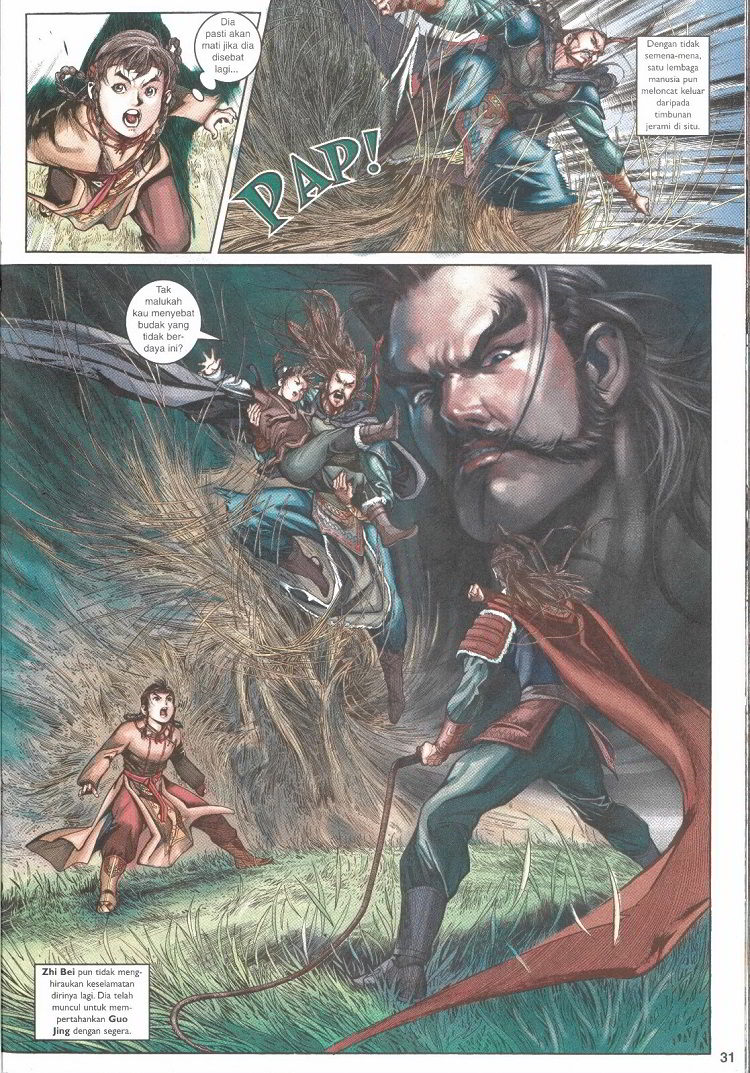 Dia
pasti akan
mati jika dia
disebat
lagi...
Dengan tidak
semena-mena,
satu lembaga
manusia pun
meloncat keluar
daripada
timbunan
jerami di situ.
PAP!
Tak
malukah
kau menyebat
budak yang
tidak ber-
daya ini?
Zhi Bei pun tidak meng-
hiraukan keselamatan
dirinya lagi. Dia telah
muncul untuk mem-
pertahankan Guo
Jing dengan segera.
31